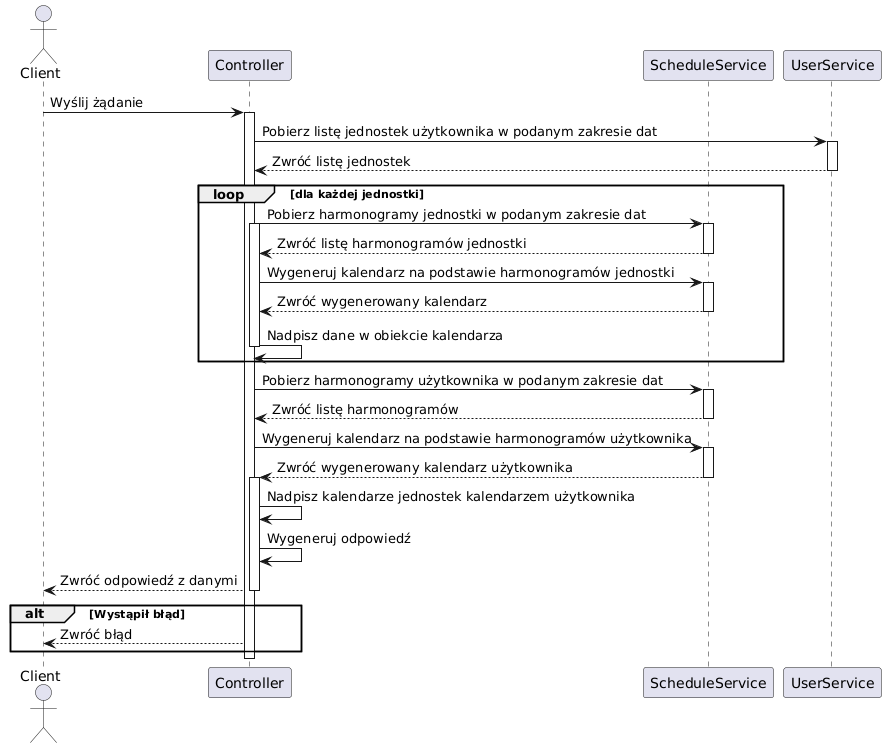 Client
Controller
ScheduleService
UserService
Wyślij żądanie
Pobierz listę jednostek użytkownika w podanym zakresie dat
Zwróć listę jednostek
loop
[dla każdej jednostki]
Pobierz harmonogramy jednostki w podanym zakresie dat
Zwróć listę harmonogramów jednostki
Wygeneruj kalendarz na podstawie harmonogramów jednostki
Zwróć wygenerowany kalendarz
Nadpisz dane w obiekcie kalendarza
Pobierz harmonogramy użytkownika w podanym zakresie dat
Zwróć listę harmonogramów
Wygeneruj kalendarz na podstawie harmonogramów użytkownika
Zwróć wygenerowany kalendarz użytkownika
Nadpisz kalendarze jednostek kalendarzem użytkownika
Wygeneruj odpowiedź
Zwróć odpowiedź z danymi
alt
[Wystąpił błąd]
Zwróć błąd
Client
Controller
ScheduleService
UserService